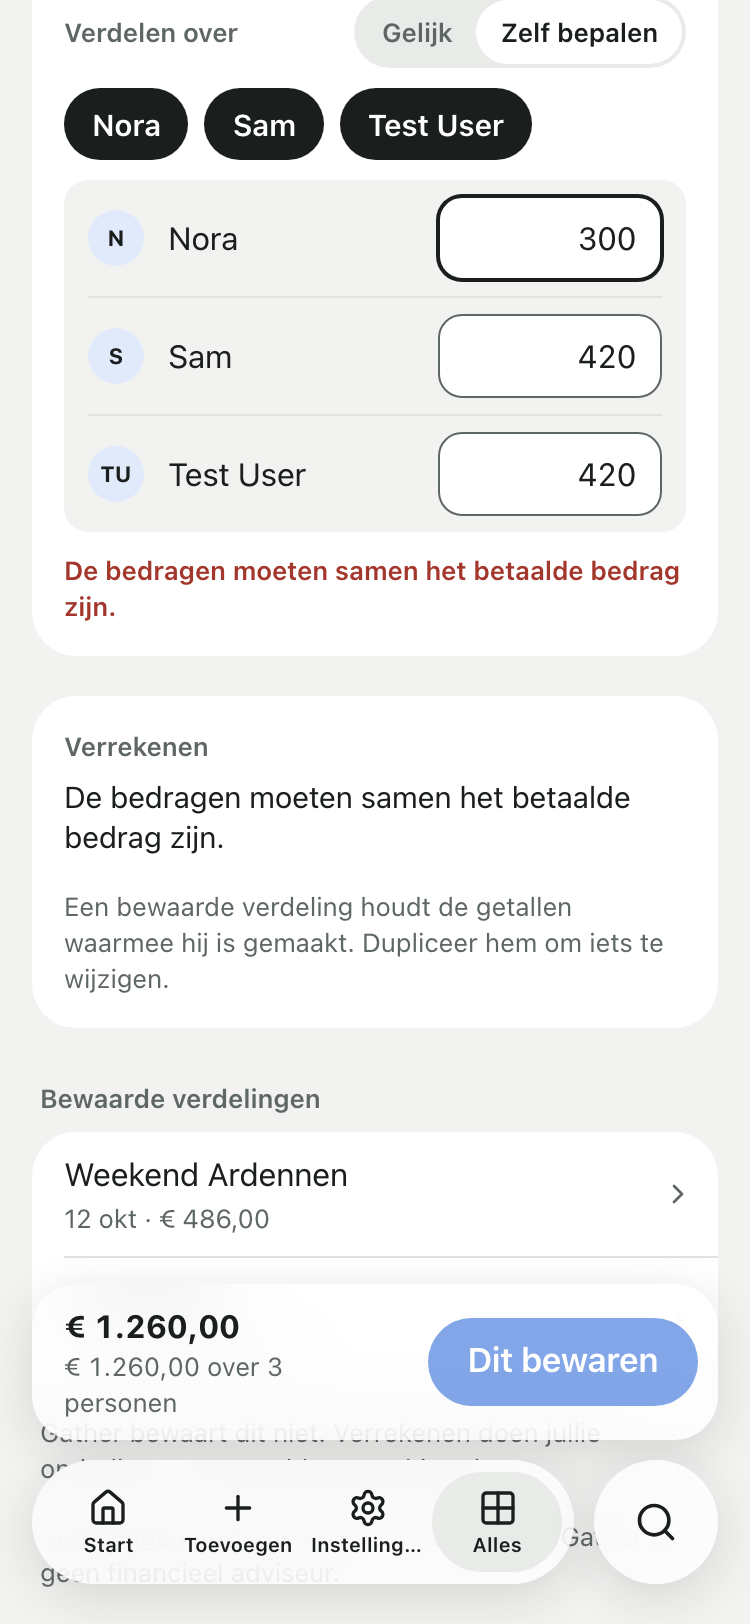 Verdelen over
Gelijk
Zelf bepalen
Nora
Sam
Test User
N
Nora
300
S
Sam
420
TU
Test User
420
De bedragen moeten samen het betaalde bedrag
zijn.
Verrekenen
De bedragen moeten samen het betaalde
bedrag zijn.
Een bewaarde verdeling houdt de getallen
waarmee hij is gemaakt. Dupliceer hem om iets te
wijzigen.
Bewaarde verdelingen
Weekend Ardennen
12 okt · € 486,00
€ 1.260,00
€ 1.260,00 over 3
personen
Dit bewaren
Gather bewaart dit niet. Verrekenen doen jullie
Start
Toevoegen
Instelling...
Alles
geen financieel adviseur.